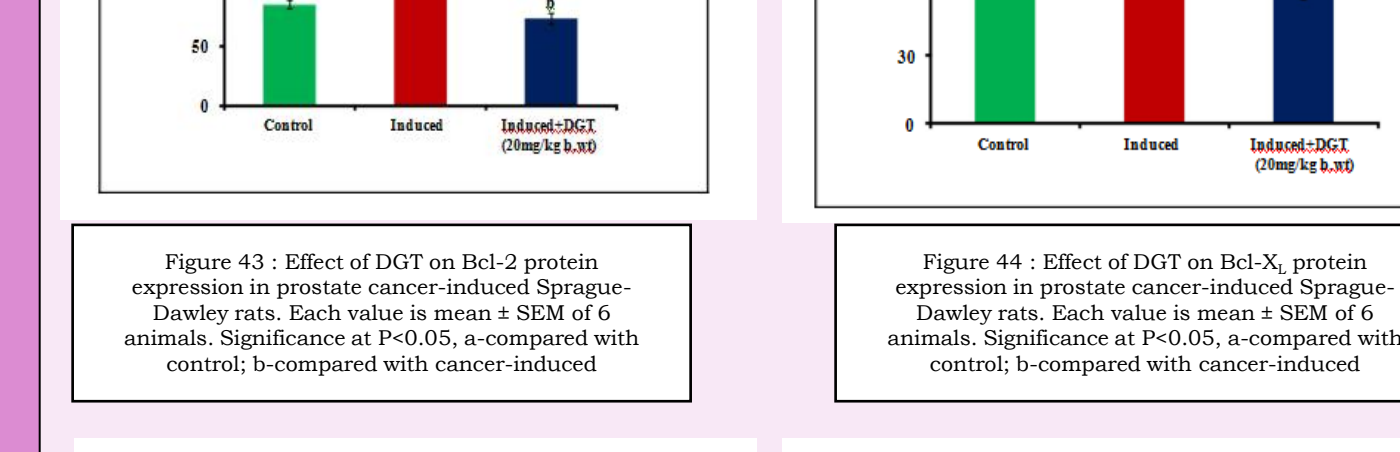 b
50
0
Control Induced Induced+DGT
(20mg/kg b.wt)
Figure 43 : Effect of DGT on Bcl-2 protein
expression in prostate cancer-induced Sprague-
Dawley rats. Each value is mean ± SEM of 6
animals. Significance at P<0.05, a-compared with
control; b-compared with cancer-induced
30
0
Control Induced Induced+DGT
(20mg/kg b.wt)
Figure 44 : Effect of DGT on Bcl-XL protein
expression in prostate cancer-induced Sprague-
Dawley rats. Each value is mean ± SEM of 6
animals. Significance at P<0.05, a-compared with
control; b-compared with cancer-induced